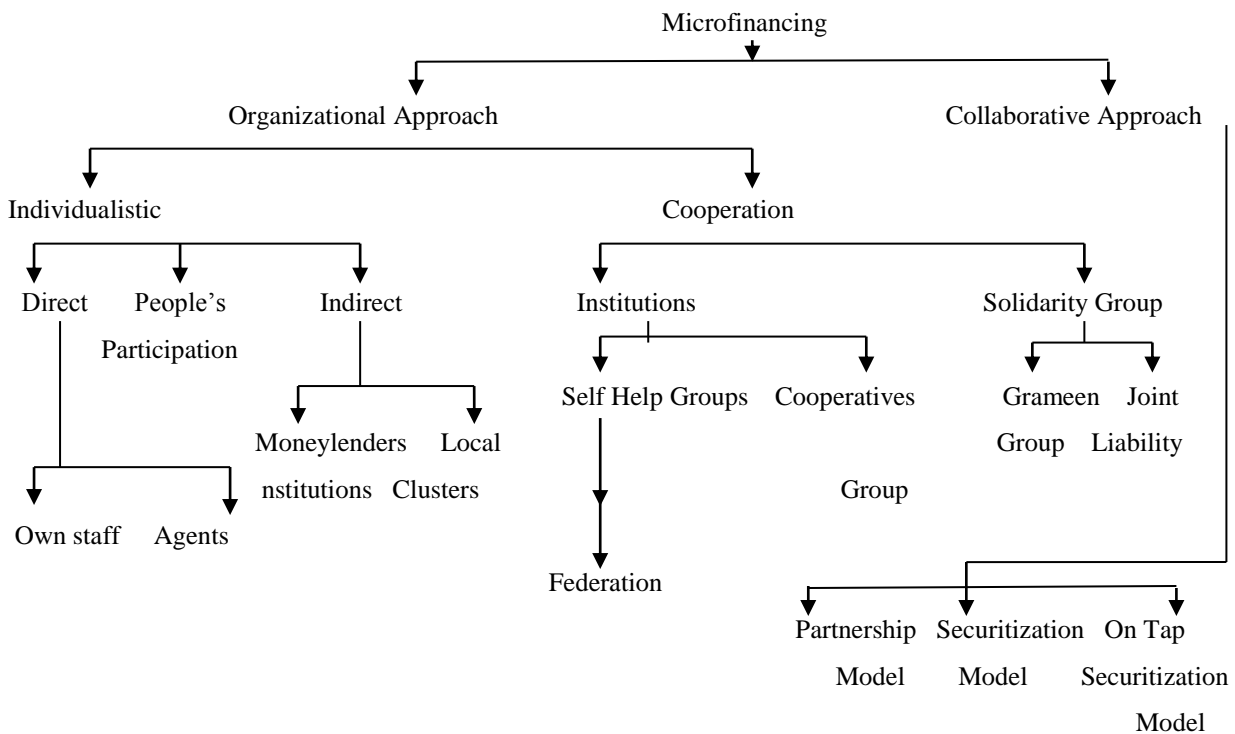 Microfinancing
Organizational Approach Collaborative Approach
Individualistic Cooperation
Direct People’s Indirect Institutions Solidarity Group
Participation
Self Help Groups Cooperatives Grameen Joint
Moneylenders Local Group Liability
nstitutions Clusters Group
Own staff Agents
Federation
Partnership Securitization On Tap
Model Model Securitization
Model